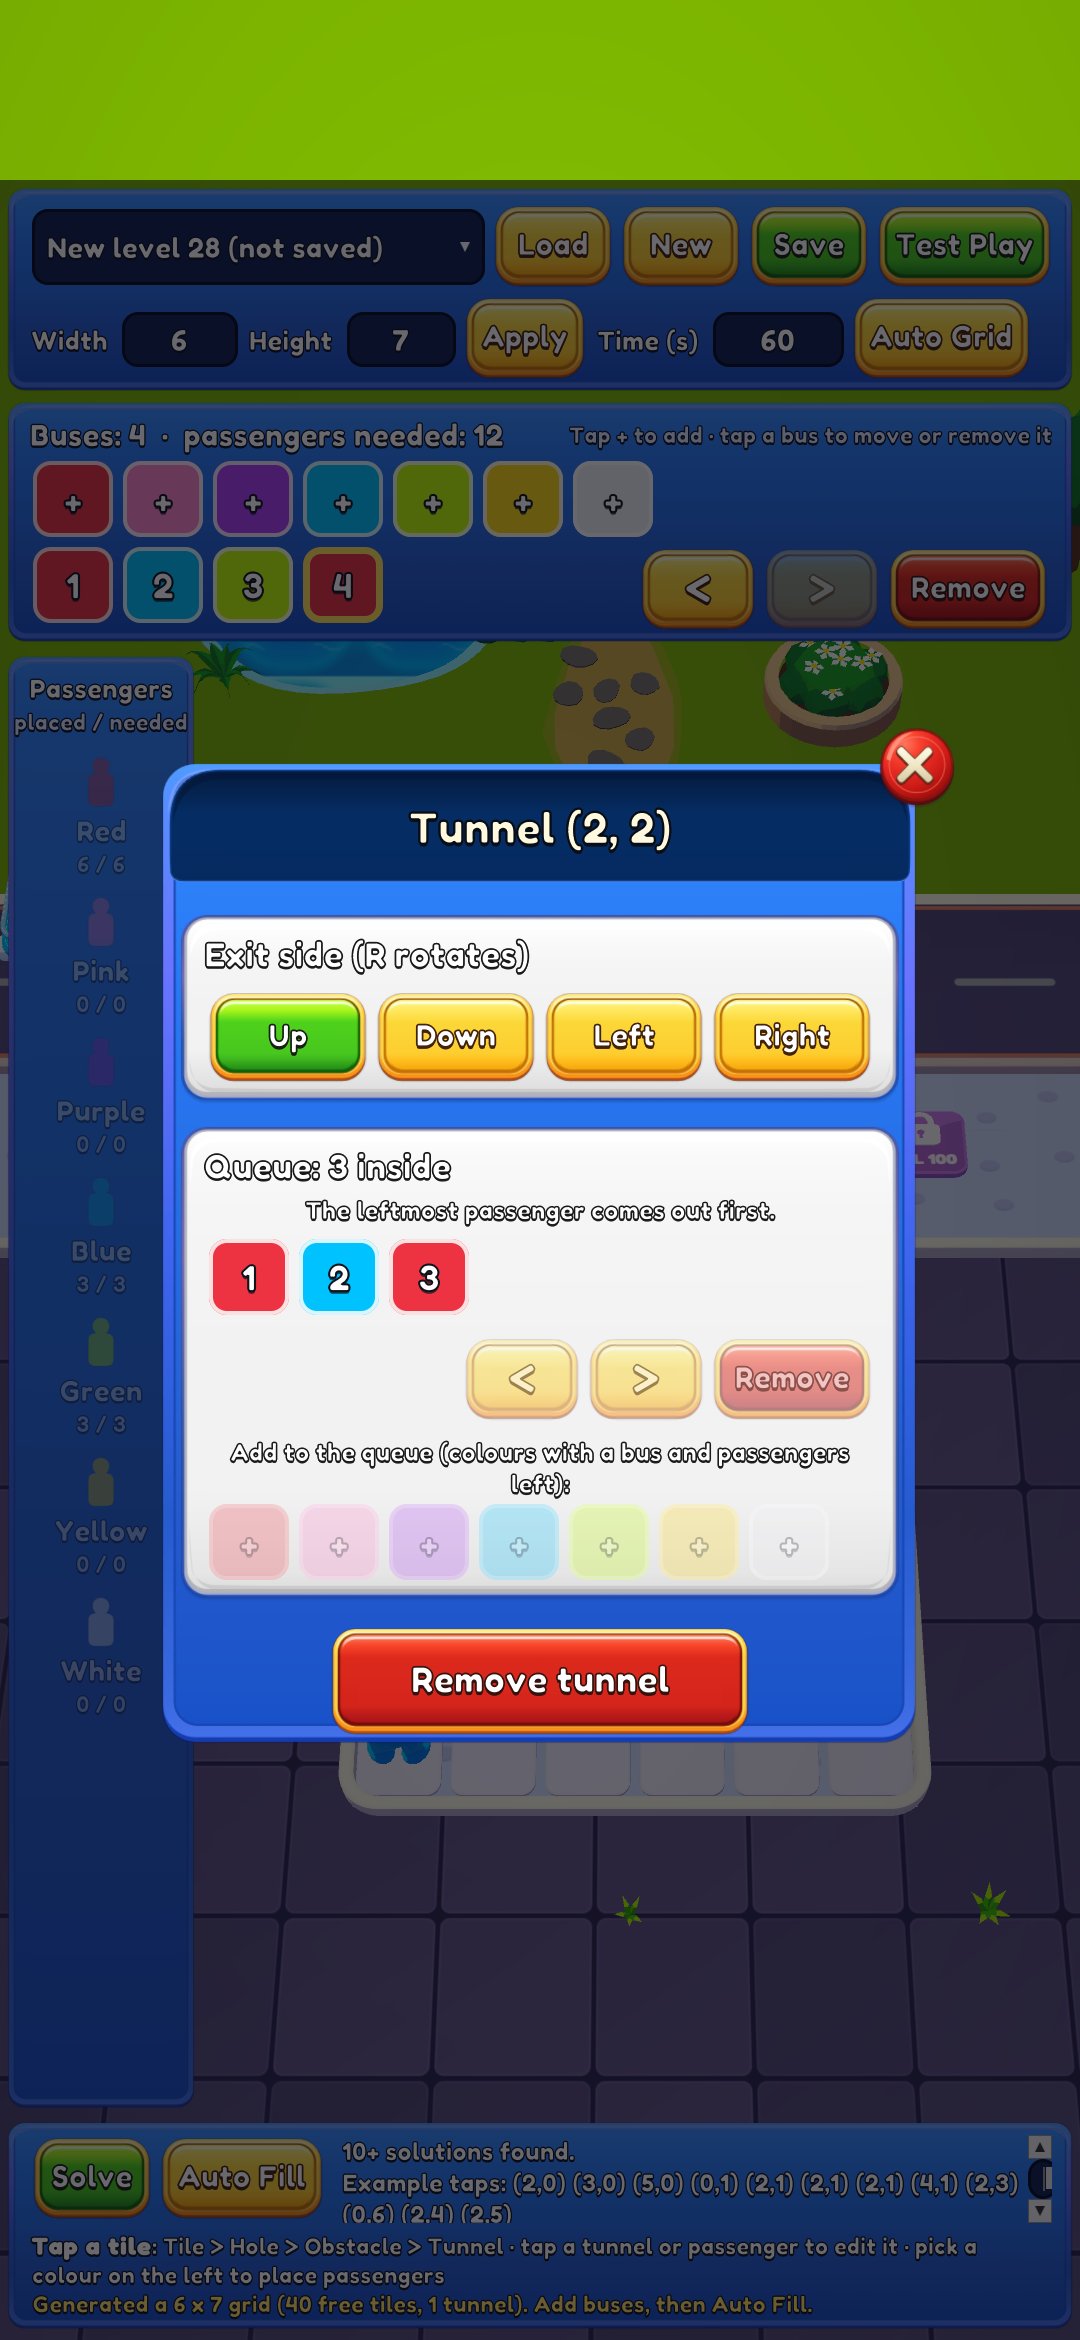 New level 28 (not saved) ▼ Load New Save Test Play
Width 6 Height 7 Apply Time (s) 60 Auto Grid
Buses: 4 · passengers needed: 12 Tap + to add · tap a bus to move or remove it
+ + + + + + +
1 2 3 4 < > Remove
Passengers
placed / needed
Red
6 / 6
Pink
0 / 0
Purple
0 / 0
Blue
3 / 3
Green
3 / 3
Yellow
0 / 0
White
0 / 0
Tunnel (2, 2)
Exit side (R rotates)
Up Down Left Right
Queue: 3 inside
The leftmost passenger comes out first.
1 2 3
< > Remove
Add to the queue (colours with a bus and passengers
left):
+ + + + + + +
Remove tunnel
L 100
Solve Auto Fill
10+ solutions found.
Example taps: (2,0) (3,0) (5,0) (0,1) (2,1) (2,1) (2,1) (4,1) (2,3)
(0,6) (2,4) (2,5)
Tap a tile: Tile > Hole > Obstacle > Tunnel · tap a tunnel or passenger to edit it · pick a
colour on the left to place passengers
Generated a 6 x 7 grid (40 free tiles, 1 tunnel). Add buses, then Auto Fill.